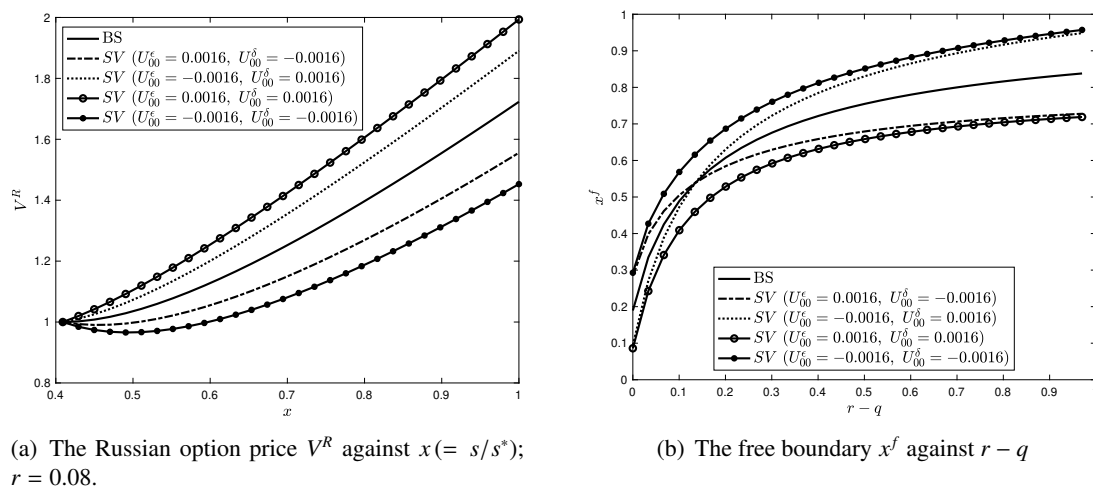 2
1.8
1.6
1.4
1.2
1
0.8
0.4 0.5 0.6 0.7 0.8 0.9 1
V^R
x
BS
SV (U^ϵ_00 = 0.0016, U^δ_00 = −0.0016)
SV (U^ϵ_00 = −0.0016, U^δ_00 = 0.0016)
SV (U^ϵ_00 = 0.0016, U^δ_00 = 0.0016)
SV (U^ϵ_00 = −0.0016, U^δ_00 = −0.0016)
(a) The Russian option price V^R against x(= s/s*);
r = 0.08.
1
0.9
0.8
0.7
0.6
0.5
0.4
0.3
0.2
0.1
0
0 0.1 0.2 0.3 0.4 0.5 0.6 0.7 0.8 0.9
x^f
r − q
BS
SV (U^ϵ_00 = 0.0016, U^δ_00 = −0.0016)
SV (U^ϵ_00 = −0.0016, U^δ_00 = 0.0016)
SV (U^ϵ_00 = 0.0016, U^δ_00 = 0.0016)
SV (U^ϵ_00 = −0.0016, U^δ_00 = −0.0016)
(b) The free boundary x^f against r − q